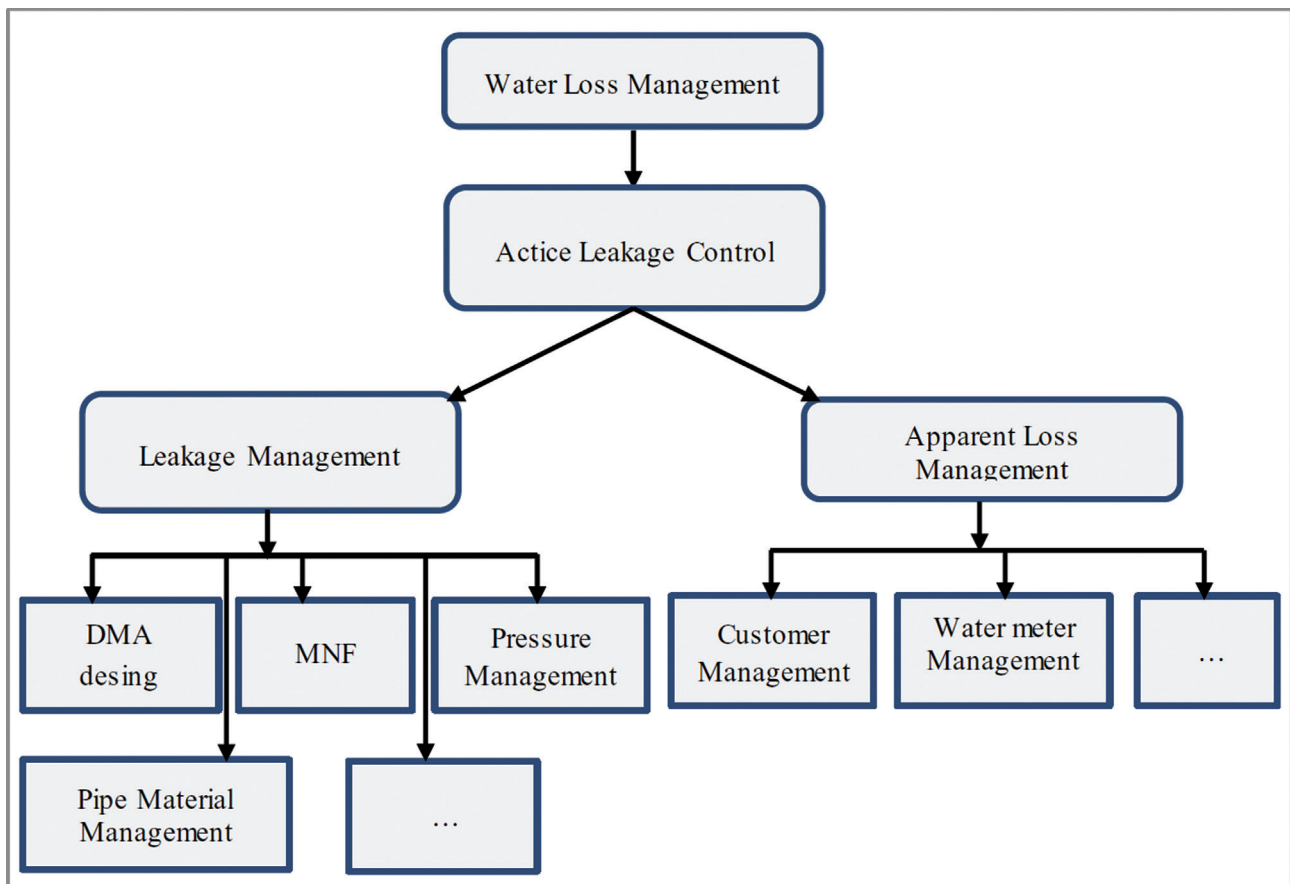 Water Loss Management
Actice Leakage Control
Leakage Management
Apparent Loss
Management
DMA
desing
MNF
Pressure
Management
Customer
Management
Water meter
Management
…
Pipe Material
Management
…